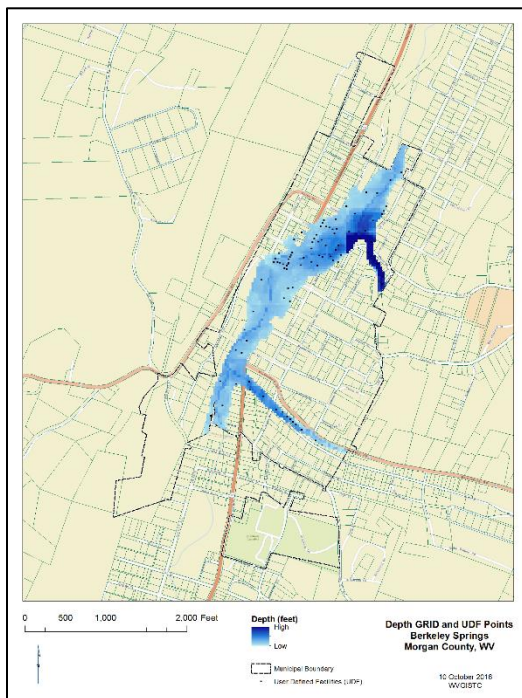 0 500 1,000 2,000 Feet
Depth (feet)
High
Low
Municipal Boundary
User Defined Facilities (UDF)
Depth GRID and UDF Points
Berkeley Springs
Morgan County, WV
10 October 2016
WVGISTC